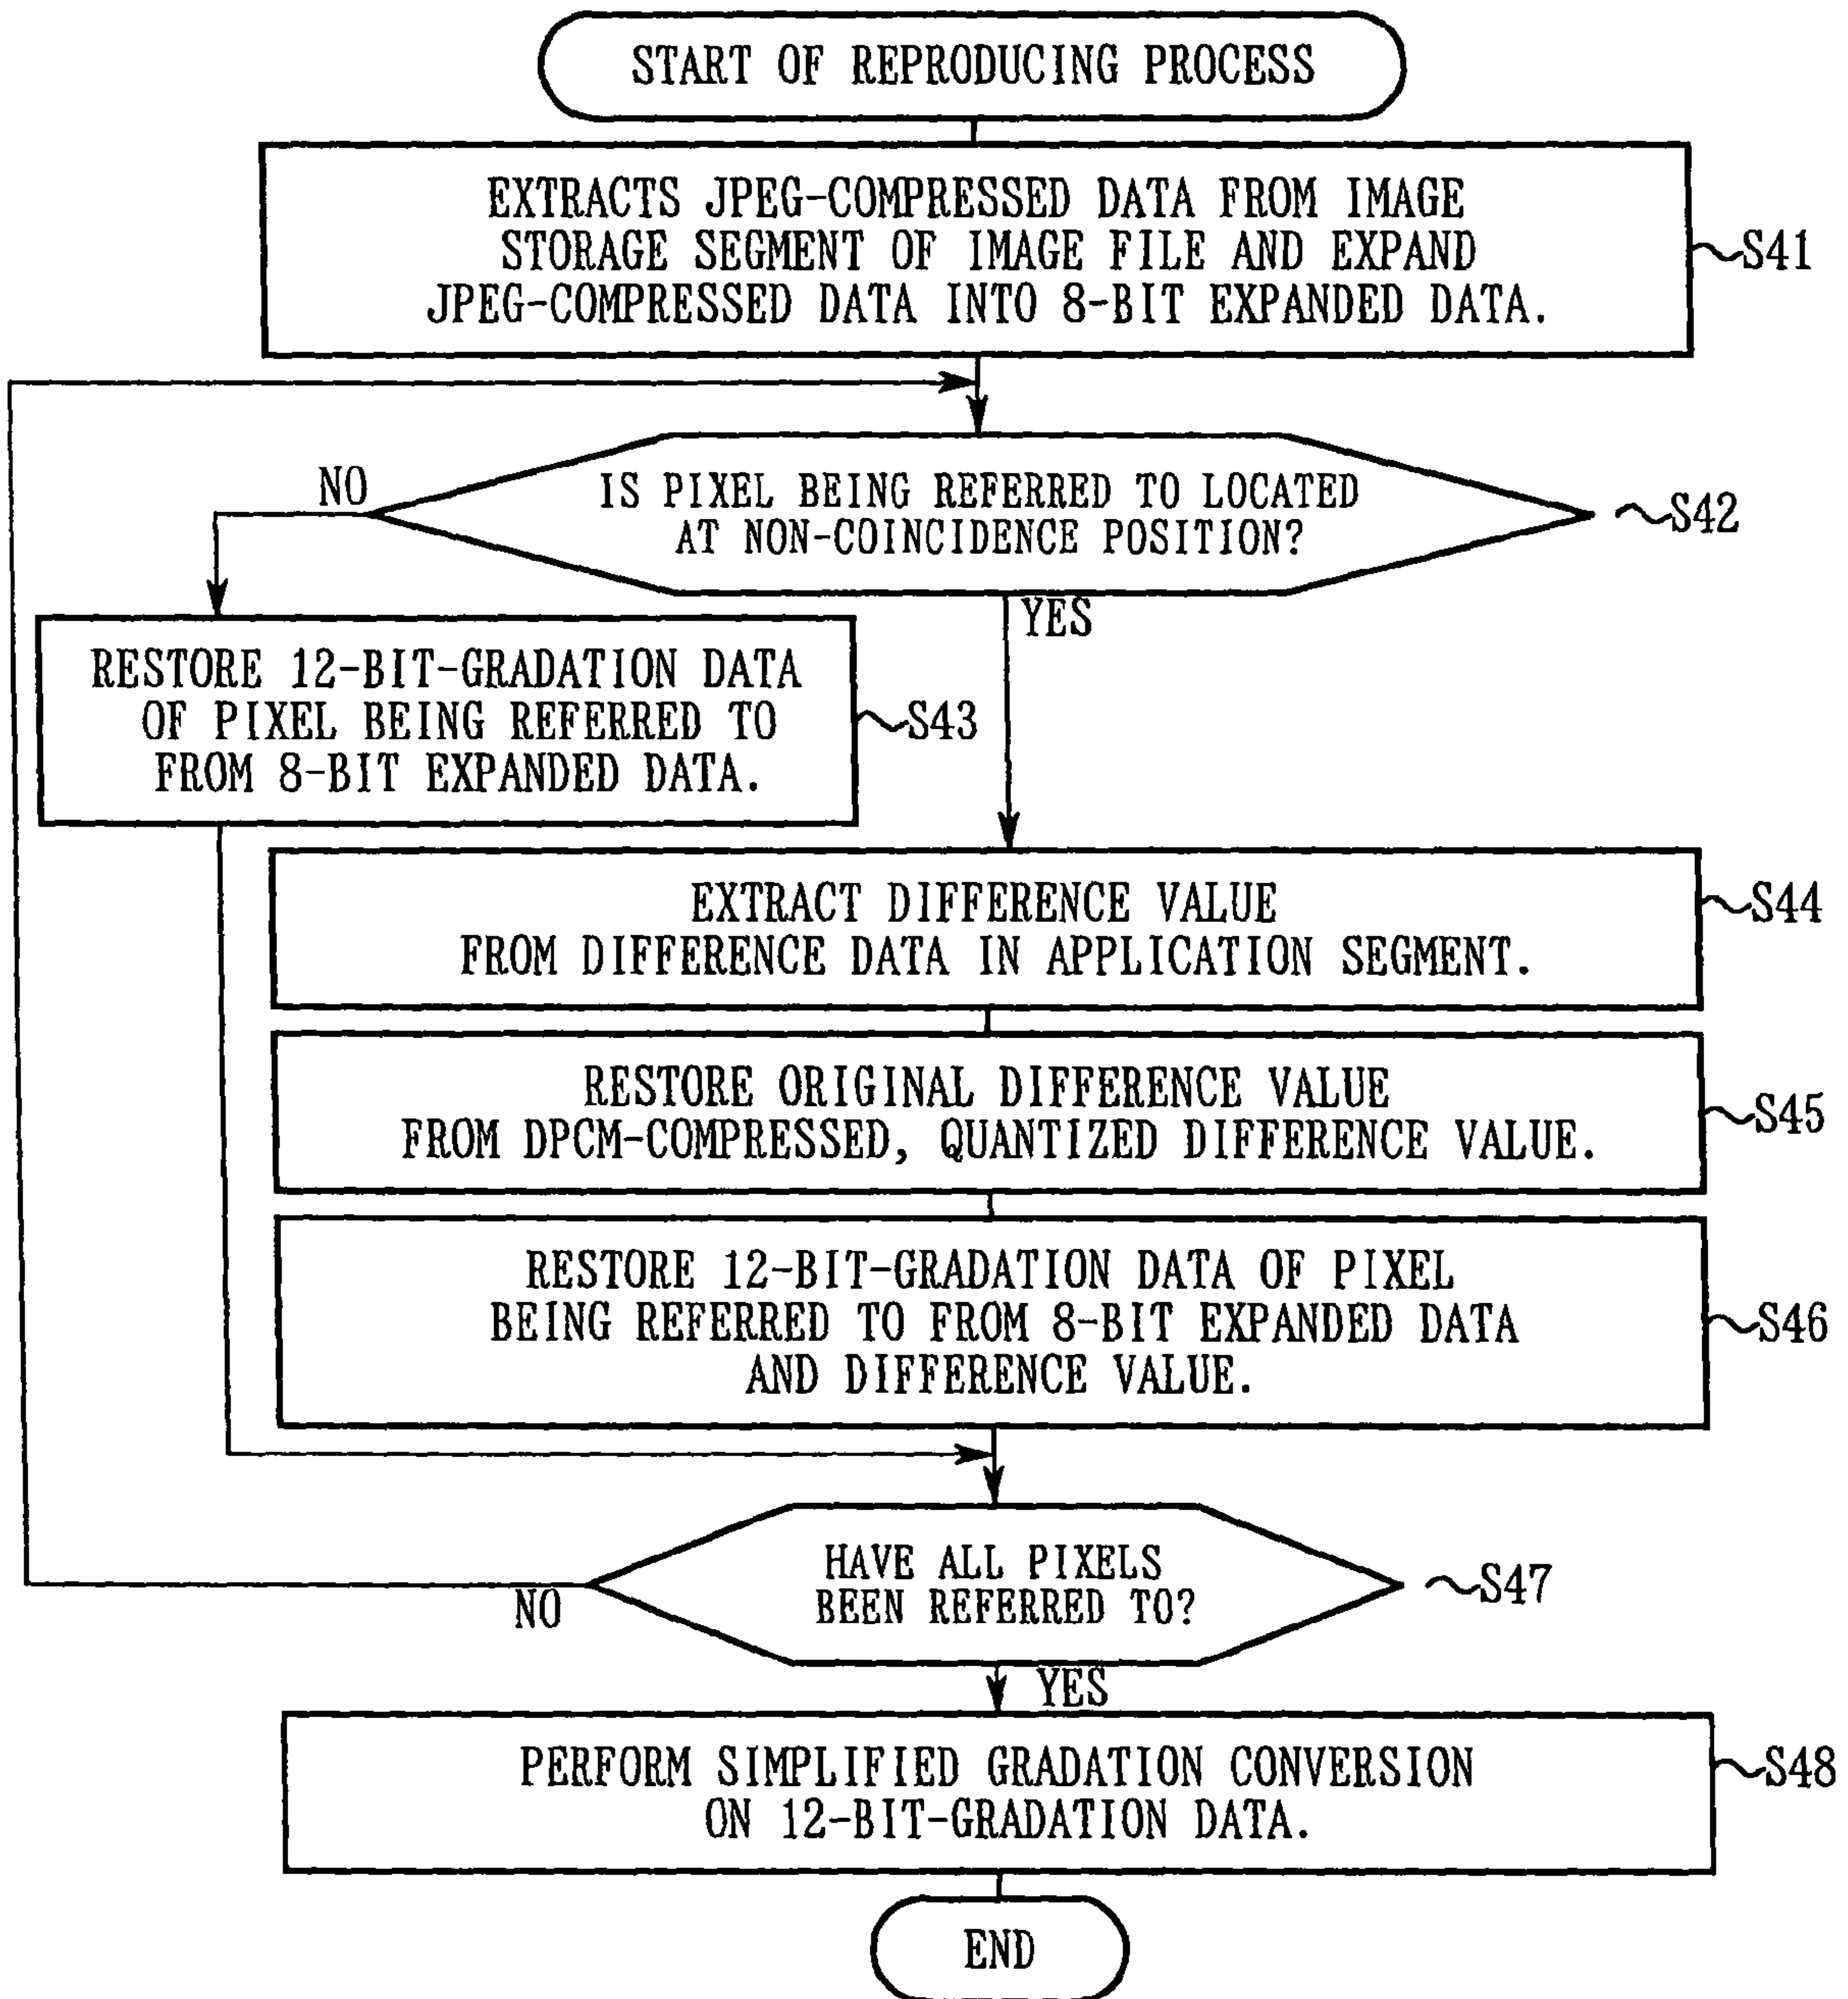 START OF REPRODUCING PROCESS
EXTRACTS JPEG-COMPRESSED DATA FROM IMAGE
STORAGE SEGMENT OF IMAGE FILE AND EXPAND
JPEG-COMPRESSED DATA INTO 8-BIT EXPANDED DATA.
S41
NO
IS PIXEL BEING REFERRED TO LOCATED
AT NON-COINCIDENCE POSITION?
S42
YES
RESTORE 12-BIT-GRADATION DATA
OF PIXEL BEING REFERRED TO
FROM 8-BIT EXPANDED DATA.
S43
EXTRACT DIFFERENCE VALUE
FROM DIFFERENCE DATA IN APPLICATION SEGMENT.
S44
RESTORE ORIGINAL DIFFERENCE VALUE
FROM DPCM-COMPRESSED, QUANTIZED DIFFERENCE VALUE.
S45
RESTORE 12-BIT-GRADATION DATA OF PIXEL
BEING REFERRED TO FROM 8-BIT EXPANDED DATA
AND DIFFERENCE VALUE.
S46
HAVE ALL PIXELS
BEEN REFERRED TO?
S47
NO
YES
PERFORM SIMPLIFIED GRADATION CONVERSION
ON 12-BIT-GRADATION DATA.
S48
END